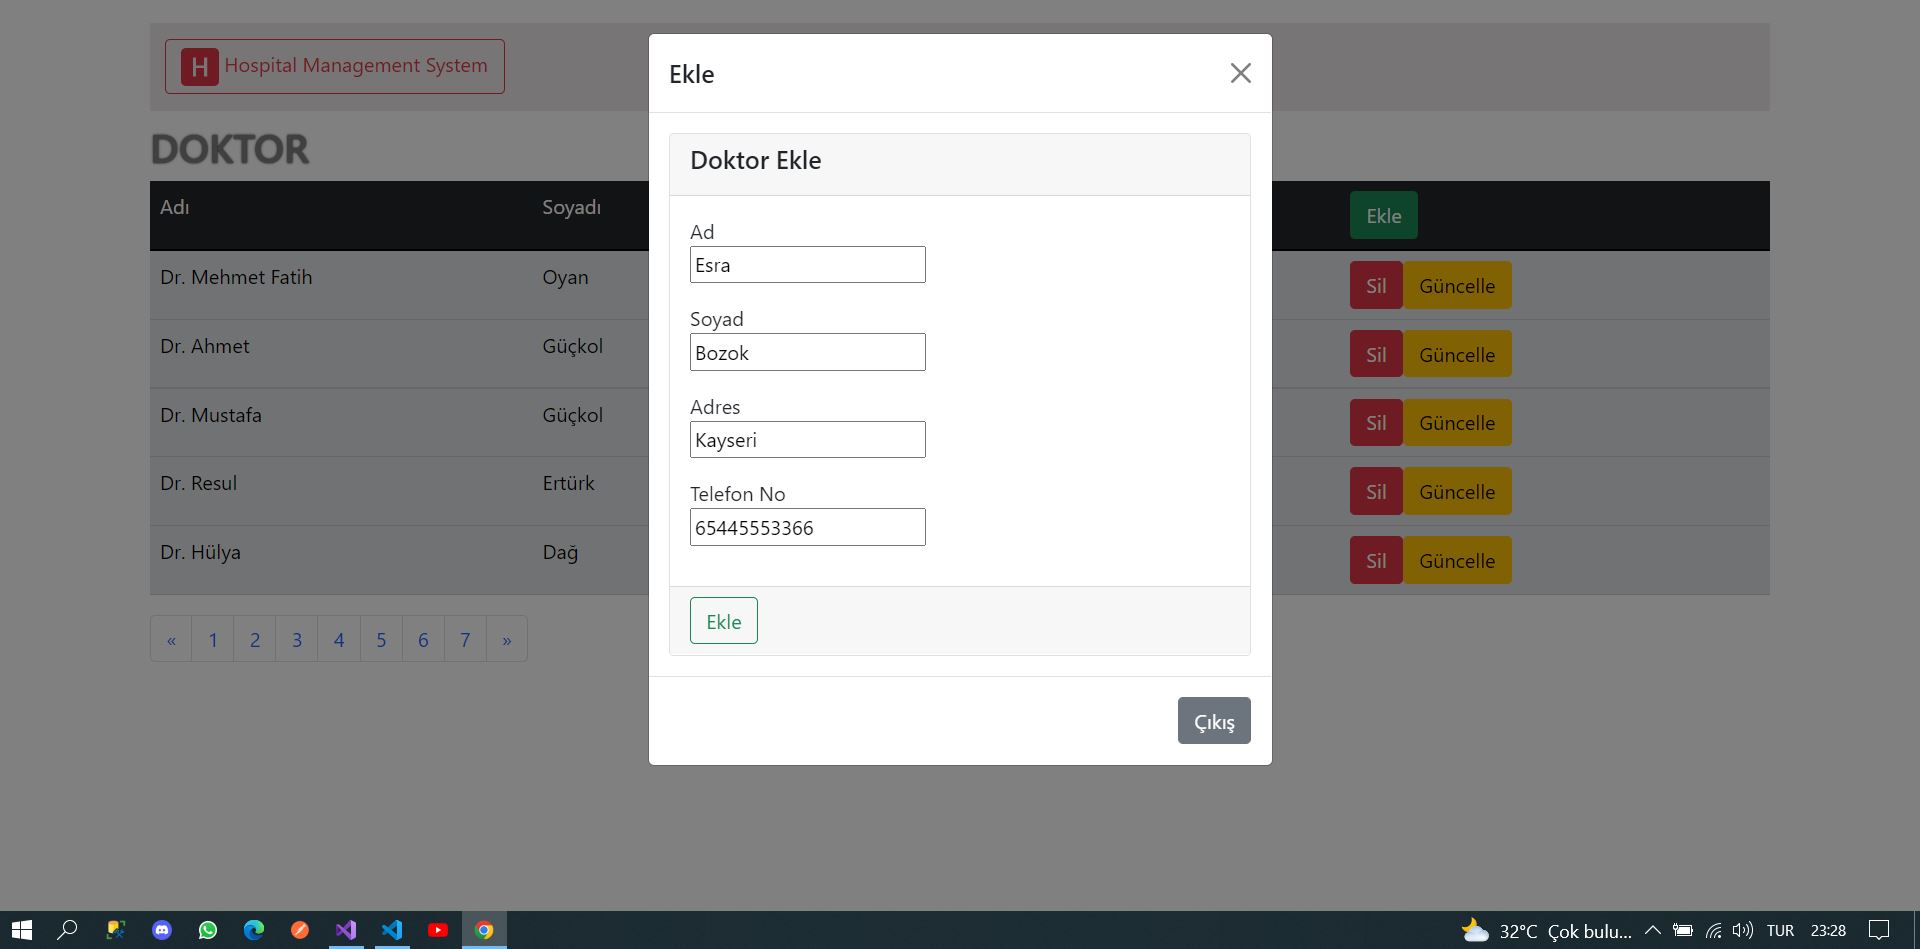 H Hospital Management System
DOKTOR
Adı Soyadı Ekle
Dr. Mehmet Fatih Oyan Sil Güncelle
Dr. Ahmet Güçkol Sil Güncelle
Dr. Mustafa Güçkol Sil Güncelle
Dr. Resul Ertürk Sil Güncelle
Dr. Hülya Dağ Sil Güncelle
« 1 2 3 4 5 6 7 »
Ekle
Doktor Ekle
Ad
Esra
Soyad
Bozok
Adres
Kayseri
Telefon No
65445553366
Ekle
Çıkış
32°C Çok bulu... TUR 23:28